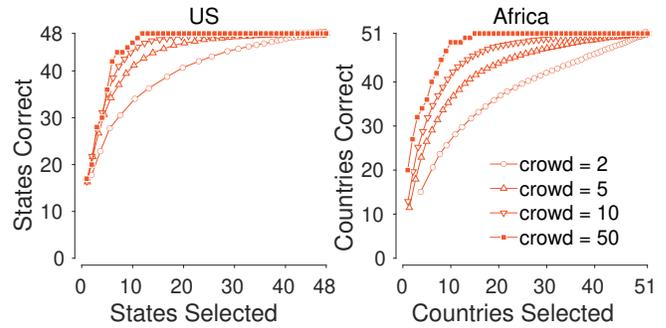 US
48
40
30
20
10
0
States Correct
0
10
20
30
40
48
States Selected
Africa
51
40
30
20
10
0
Countries Correct
crowd = 2
crowd = 5
crowd = 10
crowd = 50
0
10
20
30
40
51
Countries Selected